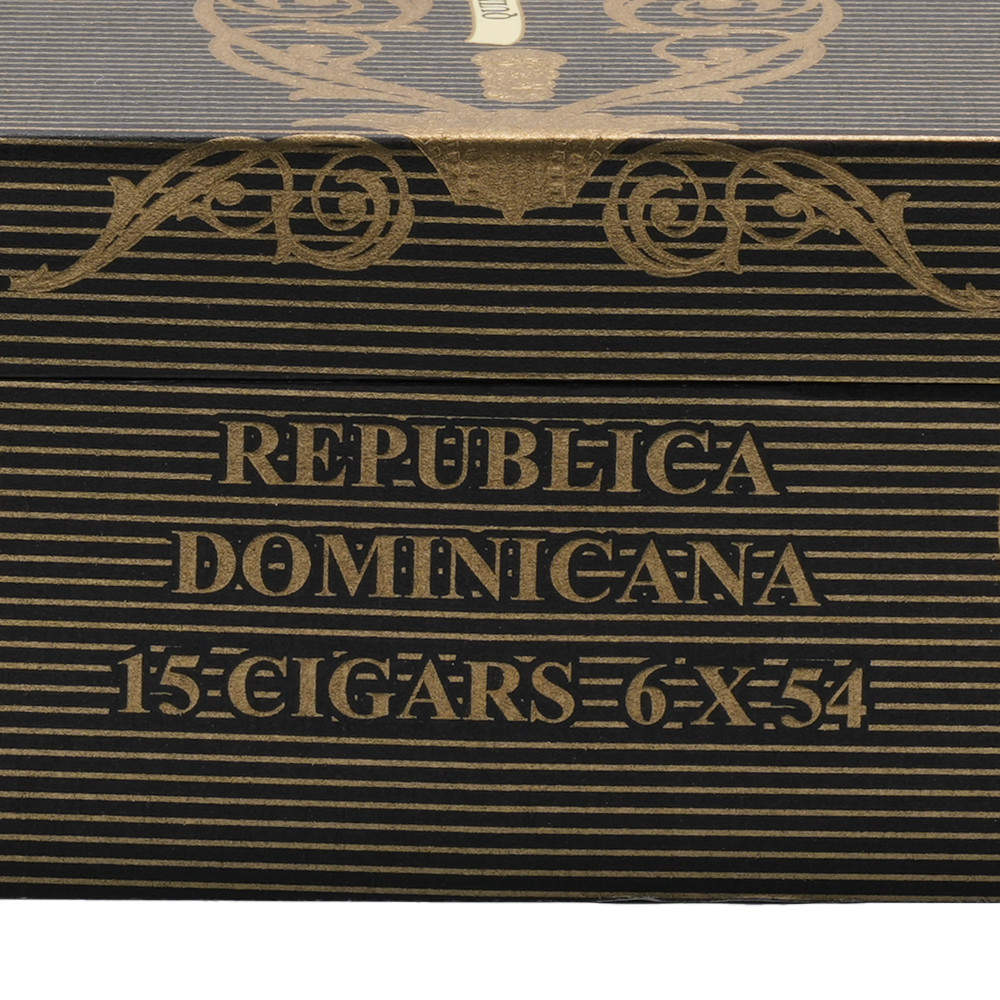 REPUBLICA
DOMINICANA
15 CIGARS 6 X 54